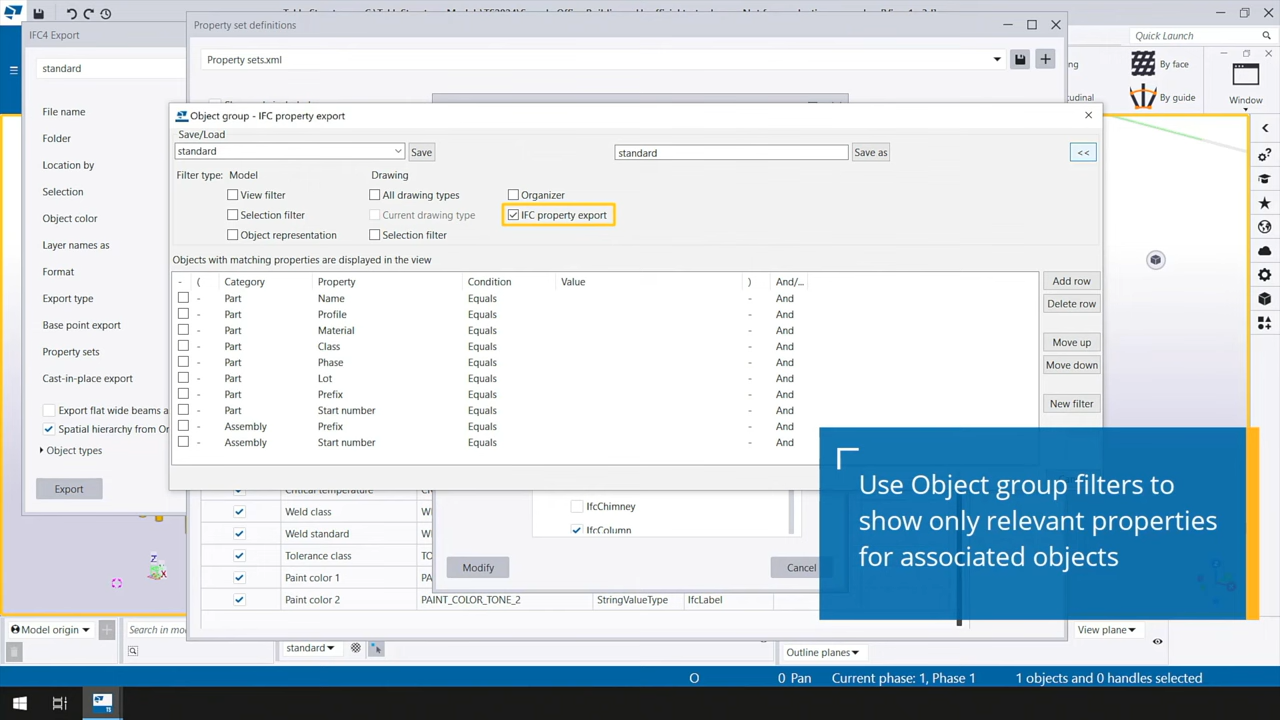 Property set definitions
Quick Launch
IFC4 Export
Property sets.xml
standard
By face
By guide
Window
File name
Folder
Location by
Selection
Object color
Layer names as
Format
Export type
Base point export
Property sets
Cast-in-place export
Export flat wide beams a
Spatial hierarchy from Or
Object types
Export
Object group - IFC property export
Save/Load
standard
Save
standard
Save as
<<
Filter type: Model Drawing
View filter All drawing types Organizer
Selection filter Current drawing type IFC property export
Object representation Selection filter
Objects with matching properties are displayed in the view
- ( Category Property Condition Value ) And/...
- Part Name Equals - And
- Part Profile Equals - And
- Part Material Equals - And
- Part Class Equals - And
- Part Phase Equals - And
- Part Lot Equals - And
- Part Prefix Equals - And
- Part Start number Equals - And
- Assembly Prefix Equals - And
- Assembly Start number Equals - And
Add row
Delete row
Move up
Move down
New filter
Weld class
Weld standard
Tolerance class
Paint color 1
Paint color 2 PAINT_COLOR_TONE_2 StringValueType IfcLabel
IfcChimney
IfcColumn
Modify
Cancel
Use Object group filters to
show only relevant properties
for associated objects
Model origin
Search in mo
View plane
standard
Outline planes
O 0 Pan Current phase: 1, Phase 1 1 objects and 0 handles selected
Z
X
TS